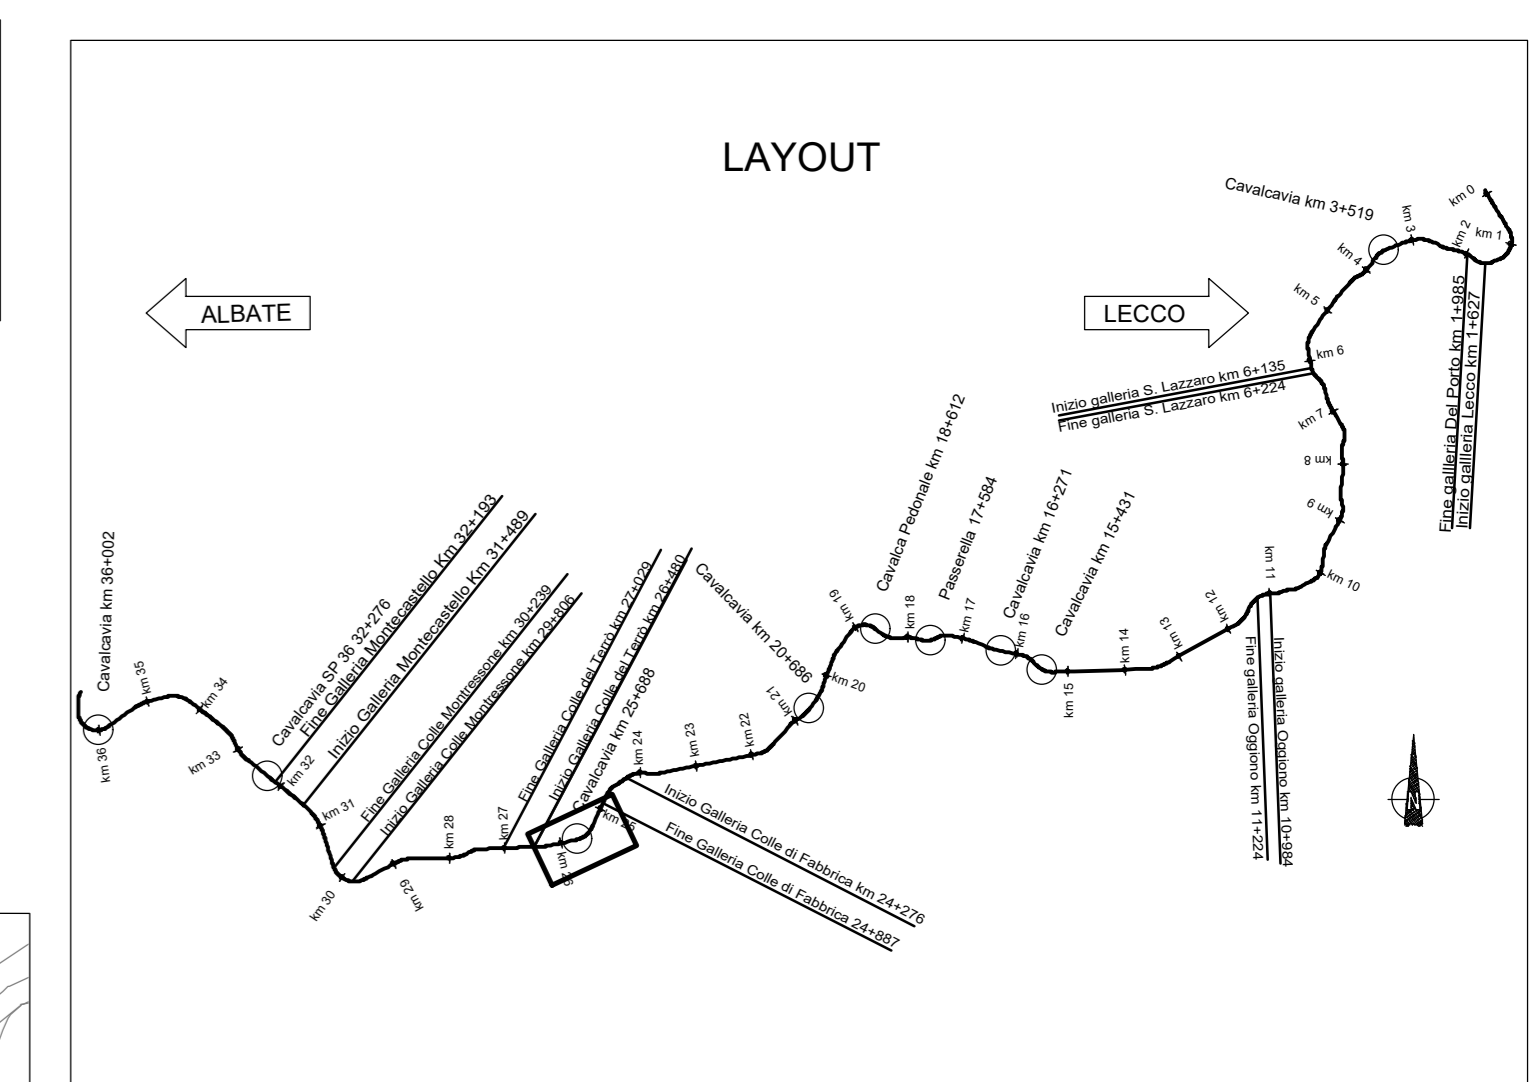 LAYOUT
ALBATE
LECCO
km 0
km 1
km 2
km 3
Cavalcavia km 3+519
km 4
km 5
km 6
Fine gallleria Del Porto km 1+985
Inizio gallleria Lecco km 1+627
Inizio galleria S. Lazzaro km 6+135
Fine galleria S. Lazzaro km 6+224
km 7
km 8
km 9
km 10
km 11
Inizio galleria Oggiono km 10+984
Fine galleria Oggiono km 11+224
km 12
km 13
km 14
km 15
Cavalcavia km 15+431
km 16
Cavalcavia km 16+271
km 17
Passerella 17+584
km 18
Cavalca Pedonale km 18+612
km 19
km 20
Cavalcavia km 20+686
km 21
km 22
km 23
km 24
Inizio Galleria Colle di Fabbrica km 24+276
Fine Galleria Colle di Fabbrica 24+887
km 25
Cavalcavia km 25+688
km 26
Inizio Galleria Colle del Terrò km 26+480
Fine Galleria Colle del Terrò km 27+029
km 27
km 28
km 29
Inizio Galleria Colle Montressone km 29+806
Fine Galleria Colle Montressone km 30+239
km 30
km 31
Inizio Galleria Montecastello Km 31+489
Fine Galleria Montecastello Km 32+193
Cavalcavia SP 36 32+276
km 32
km 33
km 34
km 35
km 36
Cavalcavia km 36+002
N